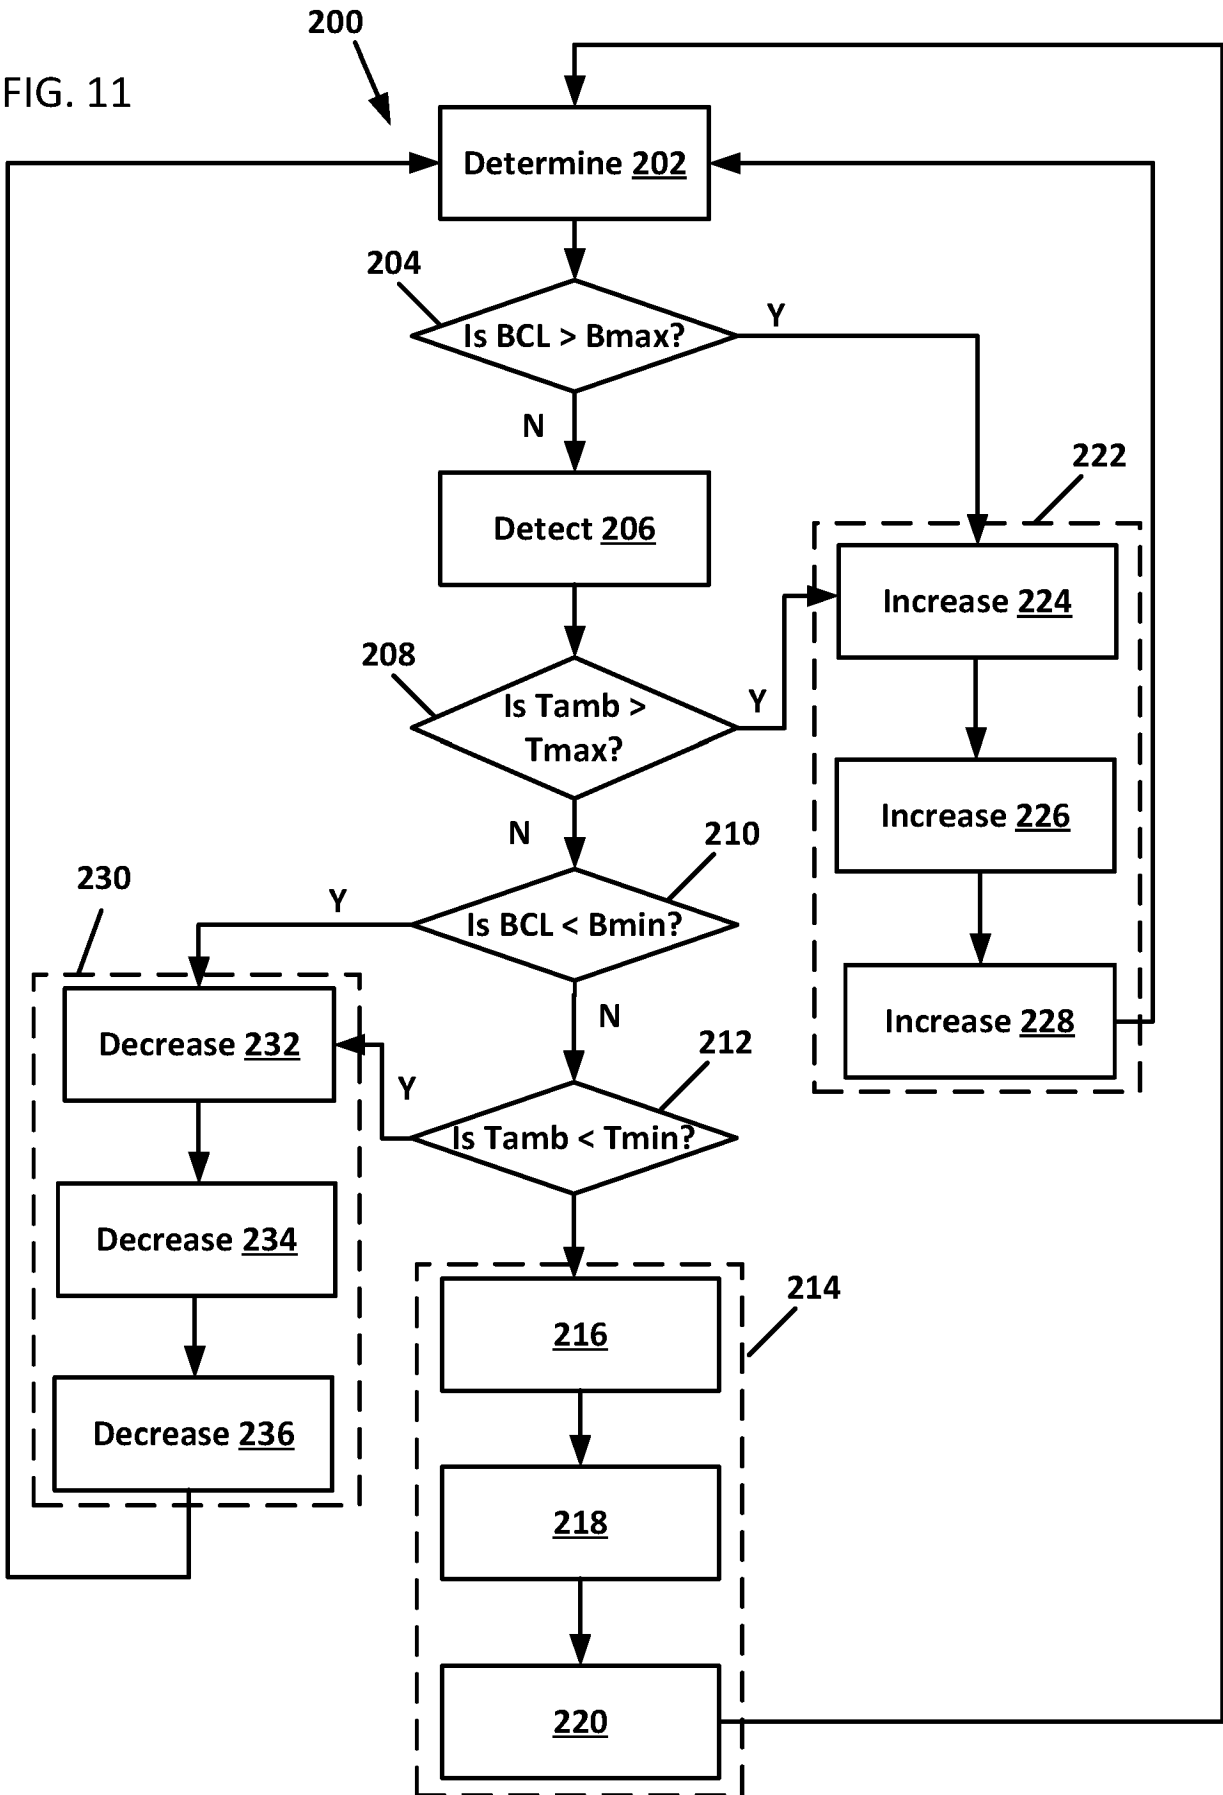 200
FIG. 11
Determine 202
204
Is BCL > Bmax?
Y
N
222
Detect 206
Increase 224
208
Is Tamb >
Tmax?
Y
N
Increase 226
210
230
Y
Is BCL < Bmin?
N
Increase 228
Decrease 232
212
Y
Is Tamb < Tmin?
Decrease 234
214
216
Decrease 236
218
220